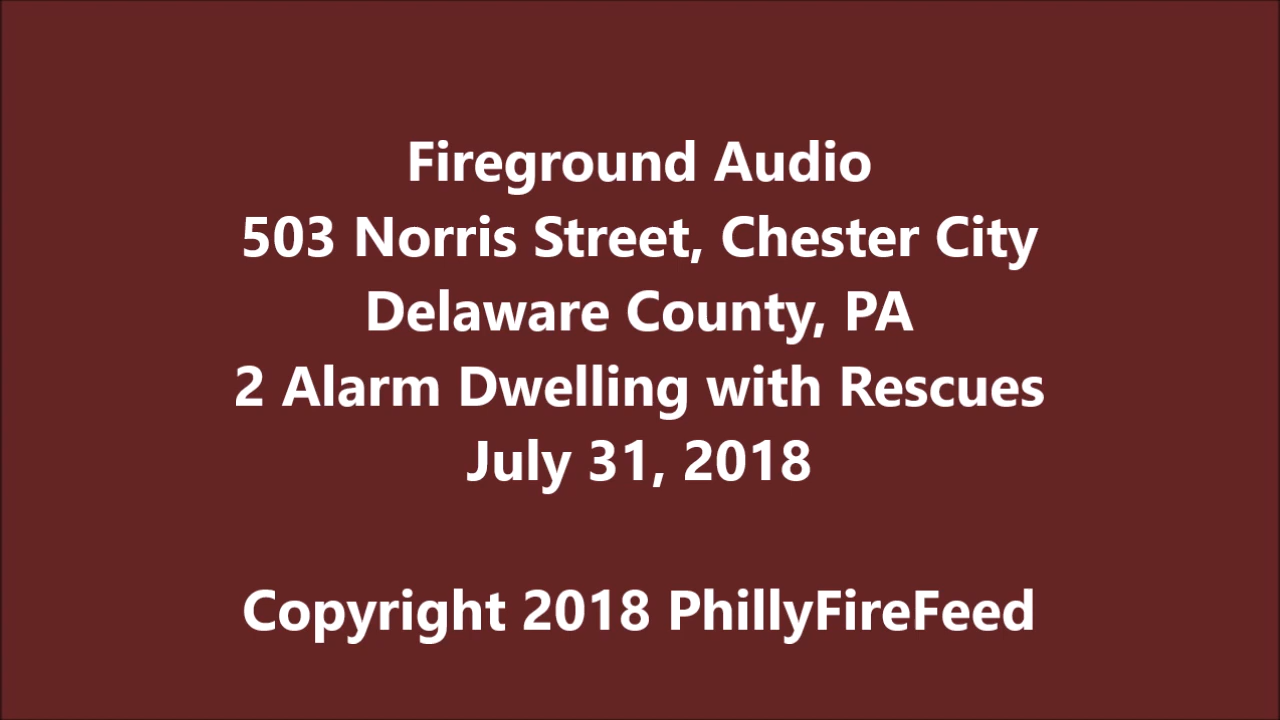 Fireground Audio
503 Norris Street, Chester City
Delaware County, PA
2 Alarm Dwelling with Rescues
July 31, 2018
Copyright 2018 PhillyFireFeed